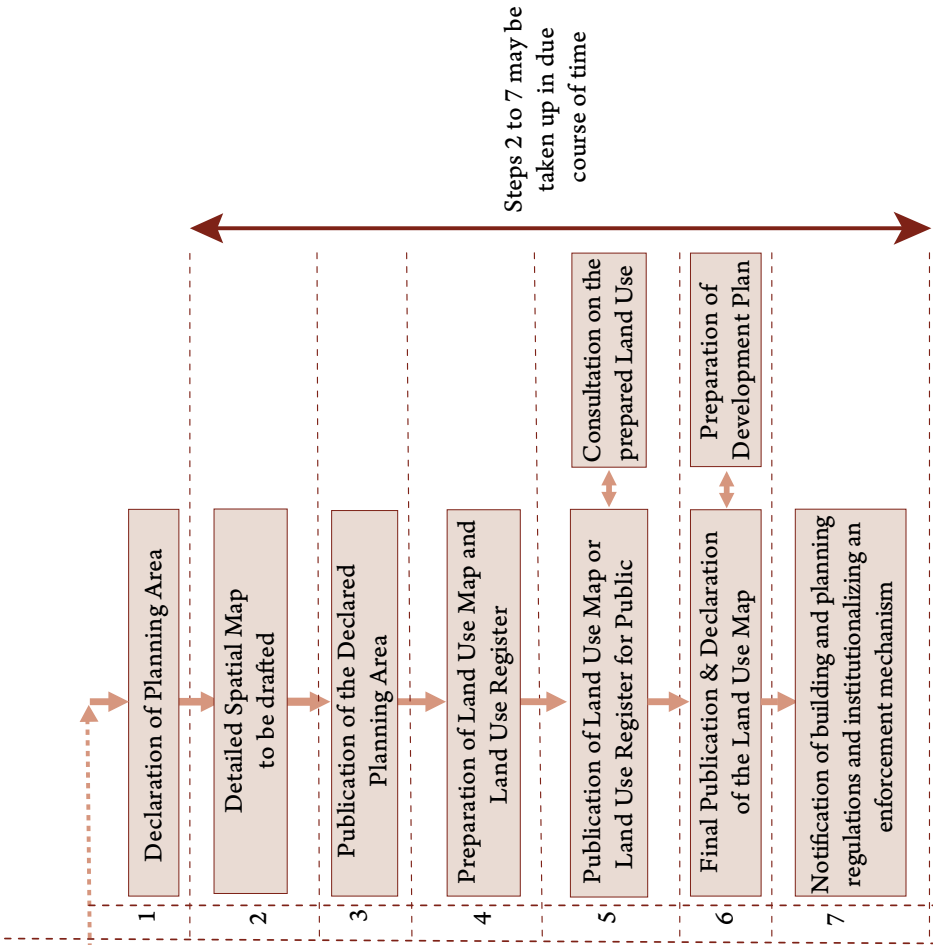 1
Declaration of Planning Area
2
Detailed Spatial Map
to be drafted
3
Publication of the Declared
Planning Area
4
Preparation of Land Use Map and
Land Use Register
5
Publication of Land Use Map or
Land Use Register for Public
Consultation on the
prepared Land Use
6
Final Publication & Declaration
of the Land Use Map
Preparation of
Development Plan
7
Notification of building and planning
regulations and institutionalizing an
enforcement mechanism
Steps 2 to 7 may be
taken up in due
course of time